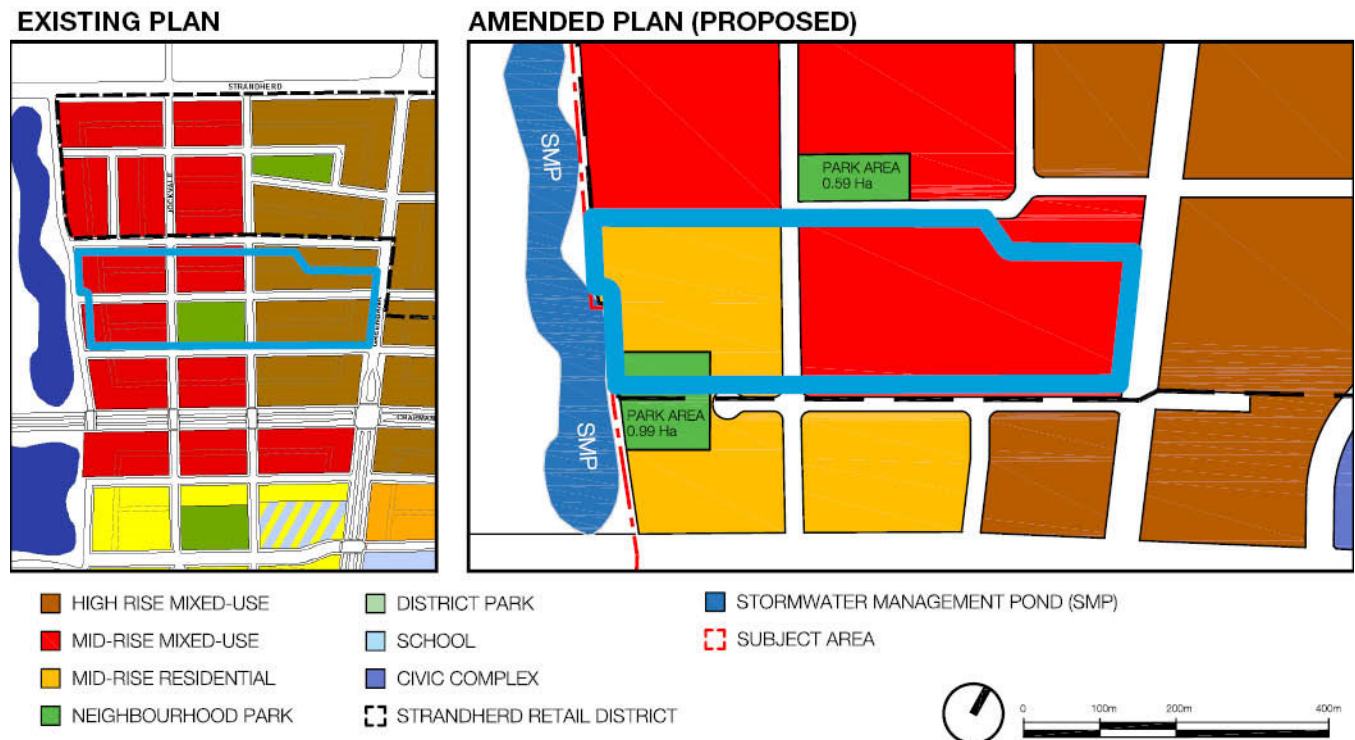 EXISTING PLAN
AMENDED PLAN (PROPOSED)
STRANDHERD
JOCKVALE
GREENBANK
CHAPMAN
SMP
SMP
PARK AREA
0.59 Ha
PARK AREA
0.99 Ha
HIGH RISE MIXED-USE
MID-RISE MIXED-USE
MID-RISE RESIDENTIAL
NEIGHBOURHOOD PARK
DISTRICT PARK
SCHOOL
CIVIC COMPLEX
STRANDHERD RETAIL DISTRICT
STORMWATER MANAGEMENT POND (SMP)
SUBJECT AREA
0
100m
200m
400m